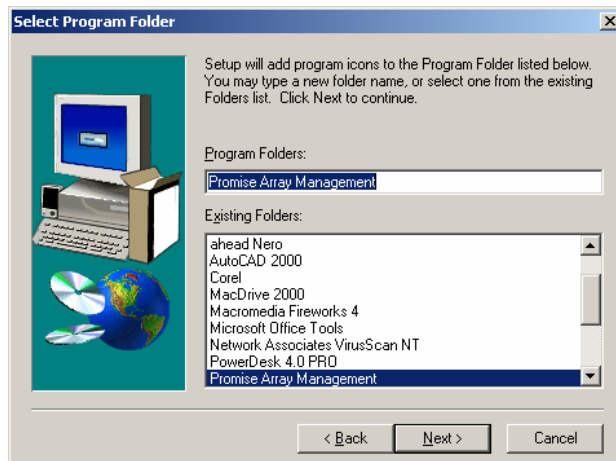 Select Program Folder
Setup will add program icons to the Program Folder listed below.
You may type a new folder name, or select one from the existing
Folders list. Click Next to continue.
Program Folders:
Promise Array Management
Existing Folders:
ahead Nero
AutoCAD 2000
Corel
MacDrive 2000
Macromedia Fireworks 4
Microsoft Office Tools
Network Associates VirusScan NT
PowerDesk 4.0 PRO
Promise Array Management
< Back
Next >
Cancel